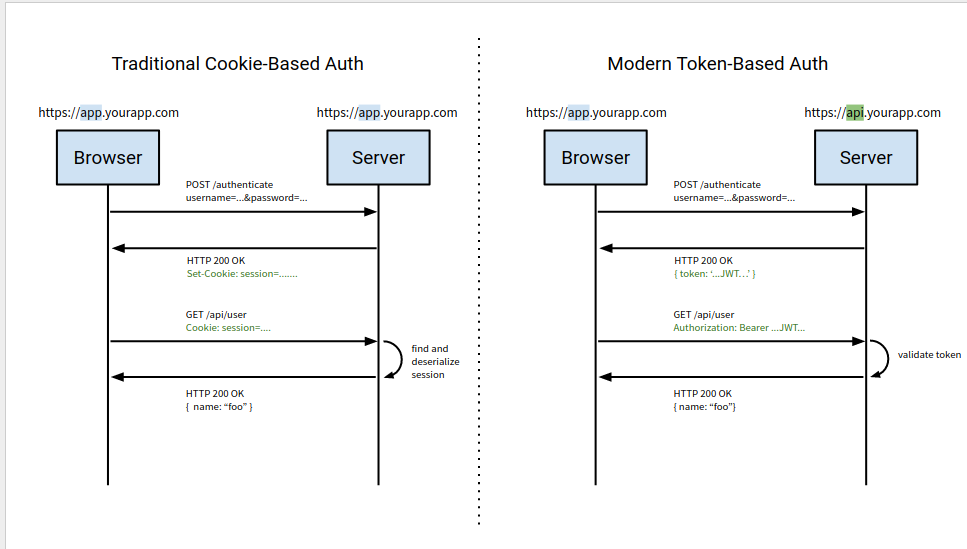 Traditional Cookie-Based Auth
https://app.yourapp.com
https://app.yourapp.com
Browser
Server
POST /authenticate
username=...&password=...
HTTP 200 OK
Set-Cookie: session=.......
GET /api/user
Cookie: session=....
find and
deserialize
session
HTTP 200 OK
{ name: “foo” }
Modern Token-Based Auth
https://app.yourapp.com
https://api.yourapp.com
Browser
Server
POST /authenticate
username=...&password=...
HTTP 200 OK
{ token: ‘...JWT...’ }
GET /api/user
Authorization: Bearer ...JWT...
validate token
HTTP 200 OK
{ name: “foo”}